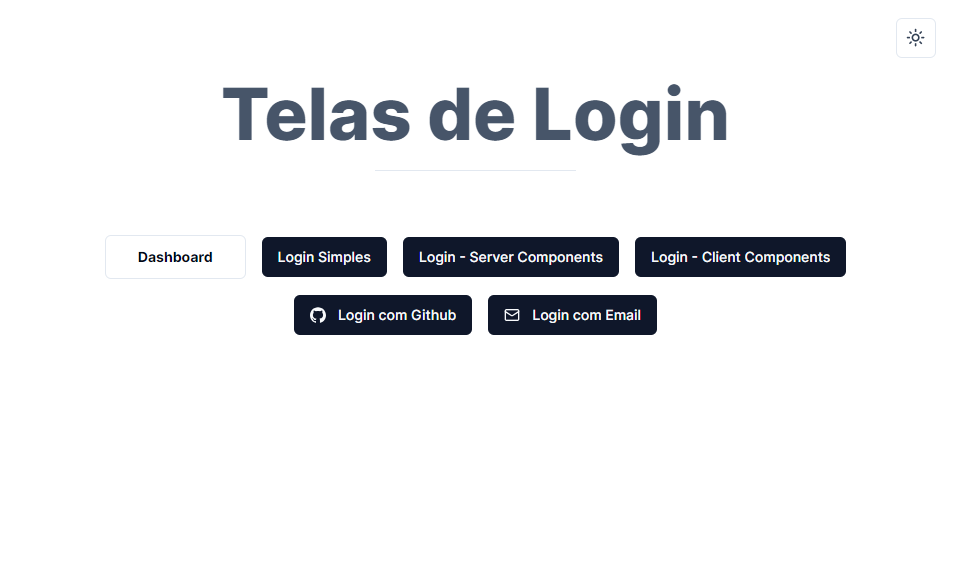 Telas de Login
Dashboard
Login Simples
Login - Server Components
Login - Client Components
Login com Github
Login com Email